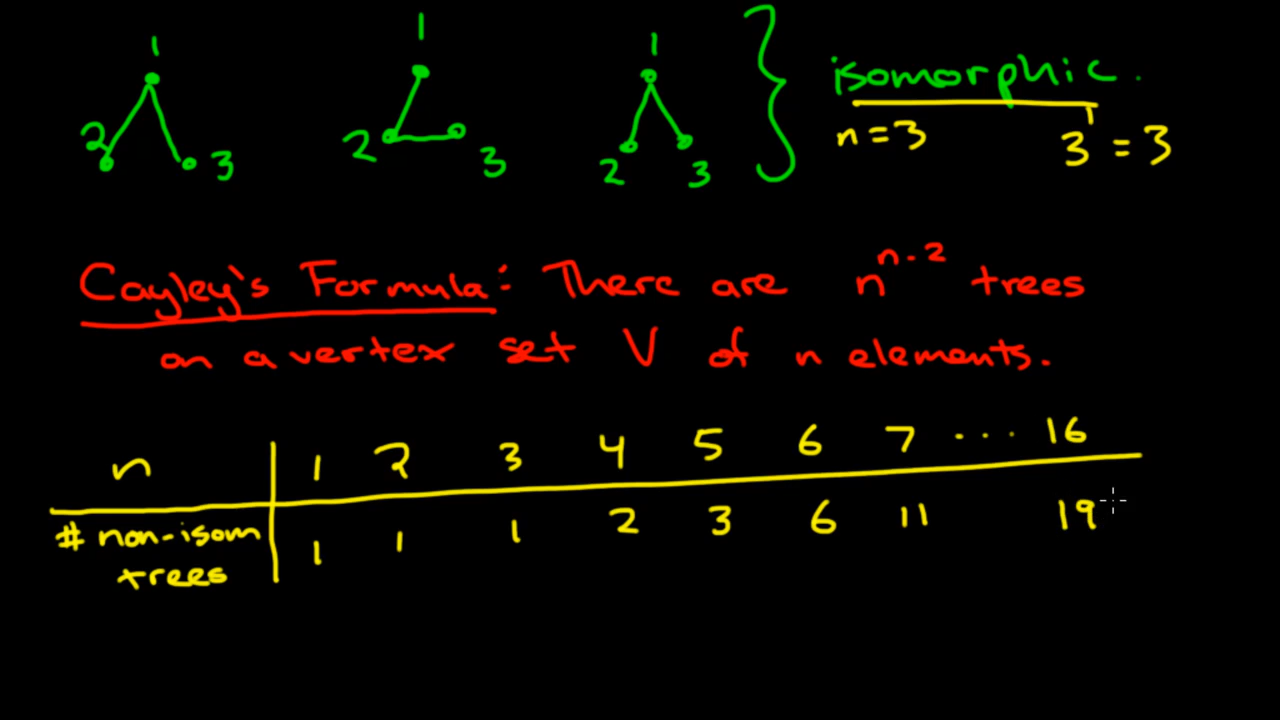 1 1 1
2 3 2 3 2 3
isomorphic.
n = 3 3^1 = 3
Cayley's Formula: There are n^{n-2} trees
on a vertex set V of n elements.
n 1 2 3 4 5 6 7 ... 16
# non-isom trees 1 1 1 2 3 6 11 19